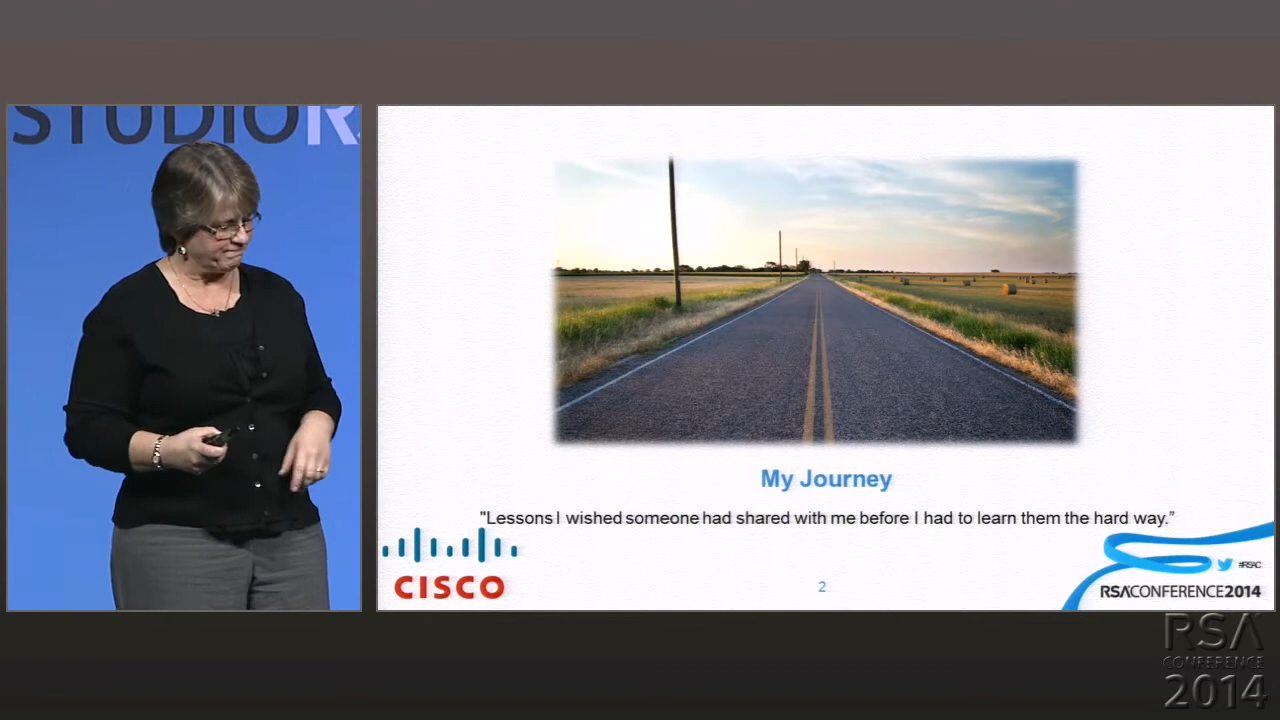 STUDIOR
My Journey
"Lessons I wished someone had shared with me before I had to learn them the hard way.”
CISCO
2
#RSAC
RSACONFERENCE2014
RSA
CONFERENCE
2014